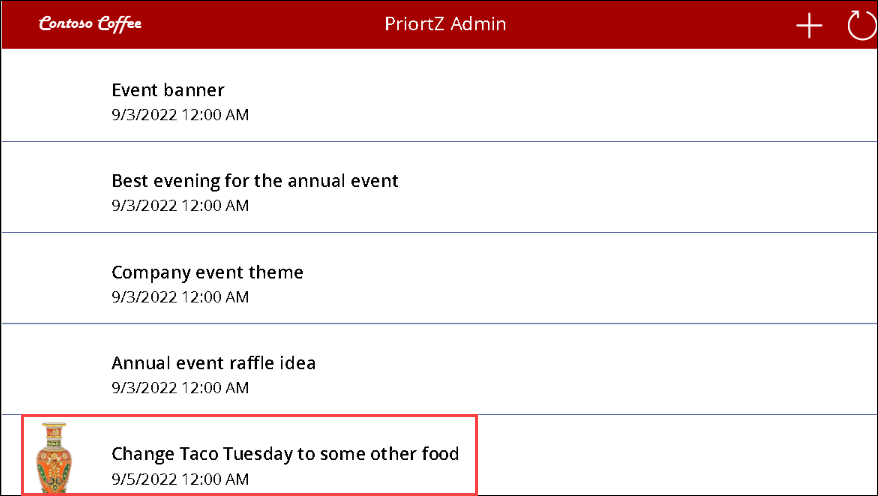 Contoso Coffee
PriortZ Admin
Event banner
9/3/2022 12:00 AM
Best evening for the annual event
9/3/2022 12:00 AM
Company event theme
9/3/2022 12:00 AM
Annual event raffle idea
9/3/2022 12:00 AM
Change Taco Tuesday to some other food
9/5/2022 12:00 AM